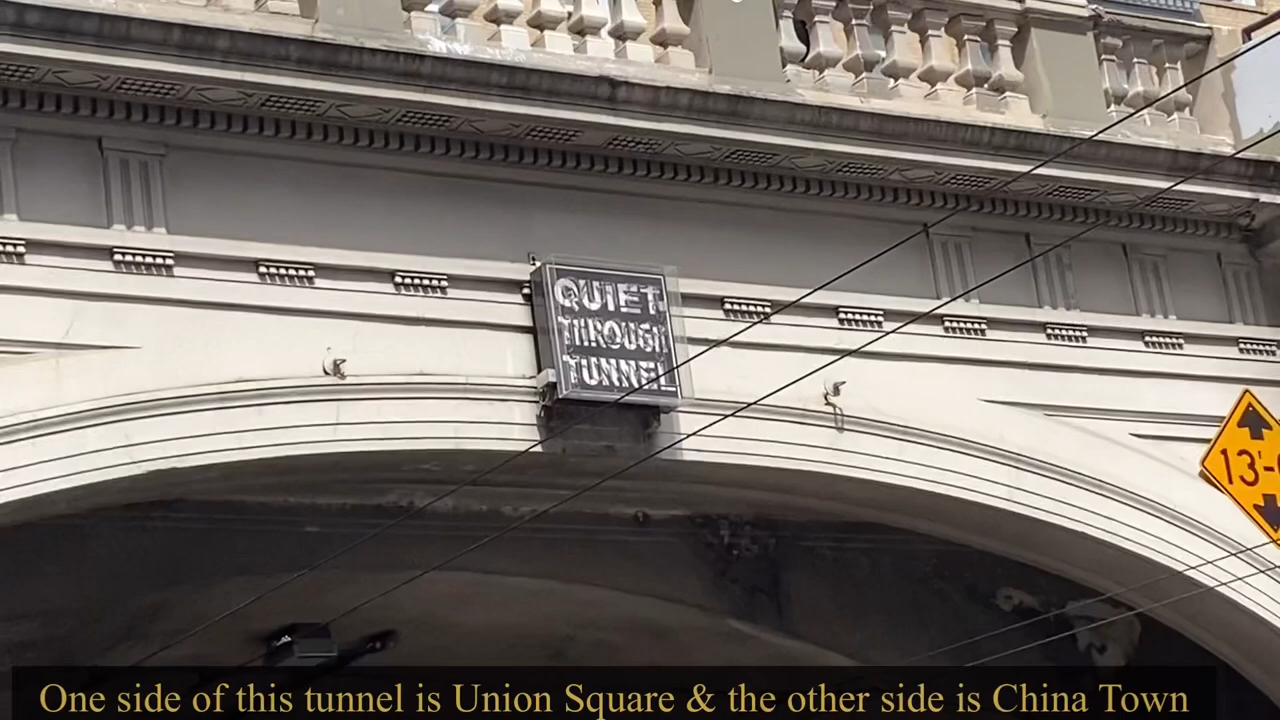 QUIET
THROUGH
TUNNEL
13'-
One side of this tunnel is Union Square & the other side is China Town